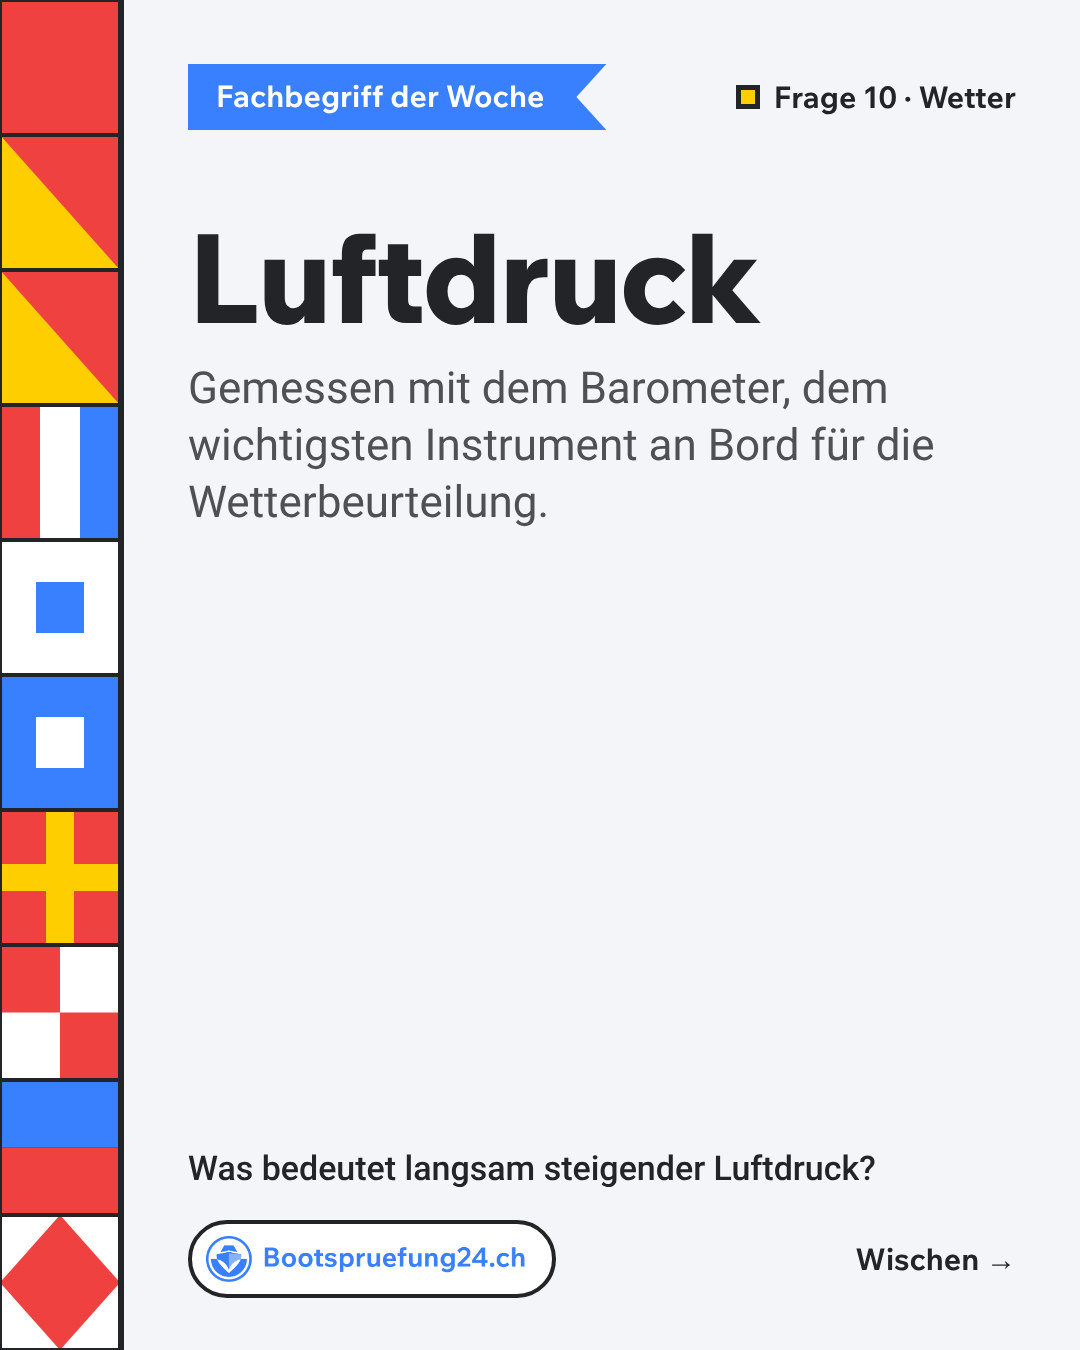 Fachbegriff der Woche
Frage 10 · Wetter
Luftdruck
Gemessen mit dem Barometer, dem
wichtigsten Instrument an Bord für die
Wetterbeurteilung.
Was bedeutet langsam steigender Luftdruck?
Bootspruefung24.ch
Wischen →